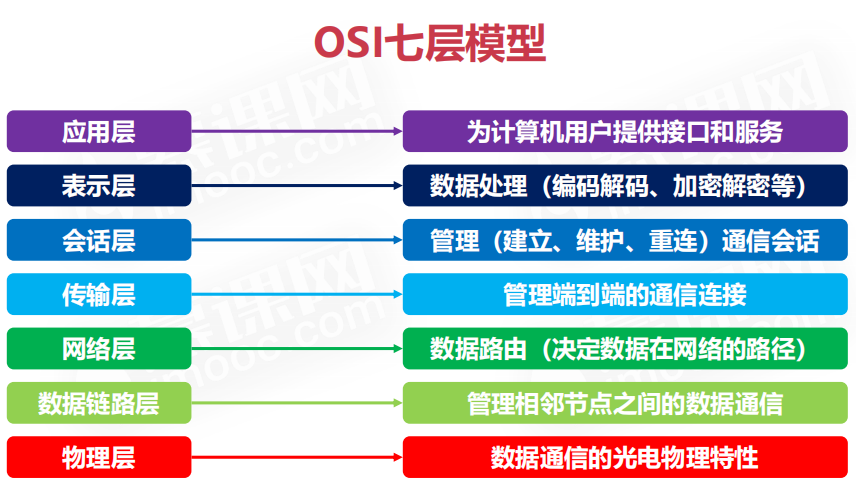 OSI七层模型
应用层
为计算机用户提供接口和服务
表示层
数据处理（编码解码、加密解密等）
会话层
管理（建立、维护、重连）通信会话
传输层
管理端到端的通信连接
网络层
数据路由（决定数据在网络的路径）
数据链路层
管理相邻节点之间的数据通信
物理层
数据通信的光电物理特性